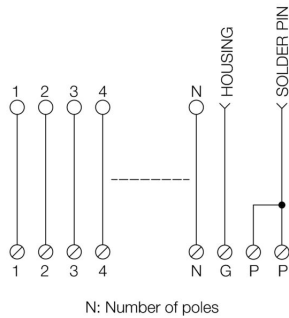 1 2 3 4 N HOUSING SOLDER PIN
1 2 3 4 N G P P
N: Number of poles